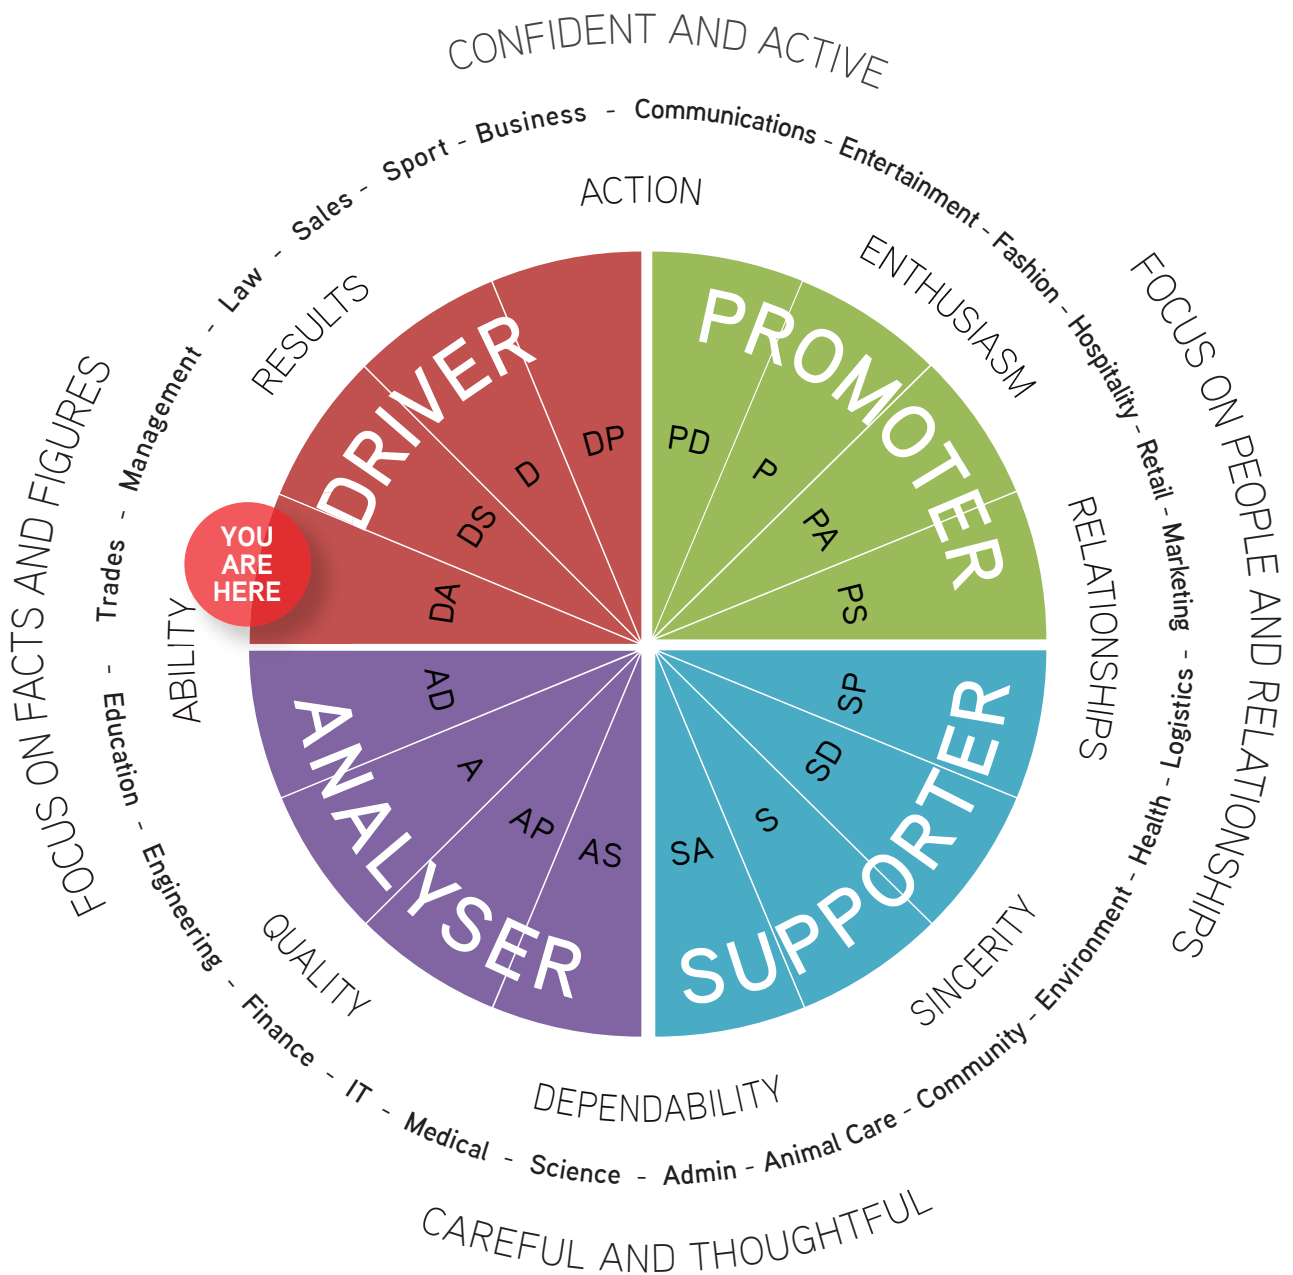 CONFIDENT AND ACTIVE
Trades - Management - Law - Sales - Sport - Business - Communications - Entertainment - Fashion - Hospitality - Retail - Marketing - Logistics - Health - Environment - Community - Animal Care - Admin - Science - Medical - IT - Finance - Engineering - Education -
ACTION
ENTHUSIASM
RELATIONSHIPS
SINCERITY
DEPENDABILITY
QUALITY
ABILITY
RESULTS
FOCUS ON FACTS AND FIGURES
FOCUS ON PEOPLE AND RELATIONSHIPS
DRIVER
DA
DS
D
DP
PROMOTER
PD
P
PA
PS
SUPPORTER
SP
SD
S
SA
ANALYSER
AD
A
AP
AS
YOU
ARE
HERE
CAREFUL AND THOUGHTFUL